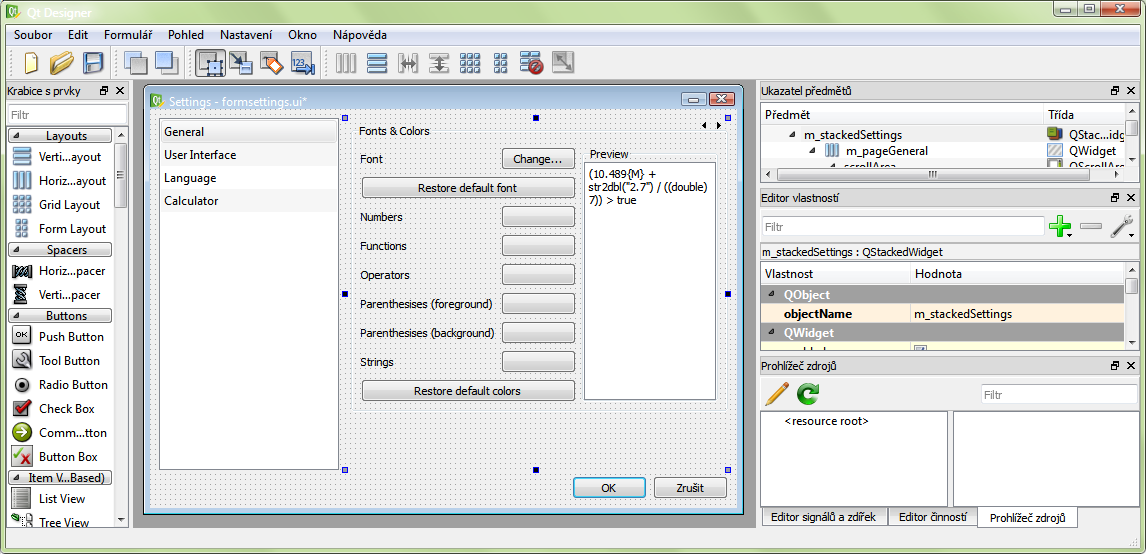 Qt Designer
Soubor Edit Formulář Pohled Nastavení Okno Nápověda
123
Krabice s prvky
Filtr
Layouts
Verti...ayout
Horiz...ayout
Grid Layout
Form Layout
Spacers
Horiz...pacer
Verti...pacer
Buttons
OK Push Button
Tool Button
Radio Button
Check Box
Comm...tton
Button Box
Item V...Based)
List View
Tree View
Qt Settings - formsettings.ui*
General
User Interface
Language
Calculator
Fonts & Colors
Font Change...
Restore default font
Numbers
Functions
Operators
Parenthesises (foreground)
Parenthesises (background)
Strings
Restore default colors
Preview
(10.489{M} +
str2dbl("2.7") / ((double)
7)) > true
OK Zrušit
Ukazatel předmětů
Předmět Třída
m_stackedSettings QStac...idg
m_pageGeneral QWidget
scrollArea
Editor vlastností
Filtr
m_stackedSettings : QStackedWidget
Vlastnost Hodnota
QObject
objectName m_stackedSettings
QWidget
Prohlížeč zdrojů
Filtr
<resource root>
Editor signálů a zdířek Editor činností Prohlížeč zdrojů